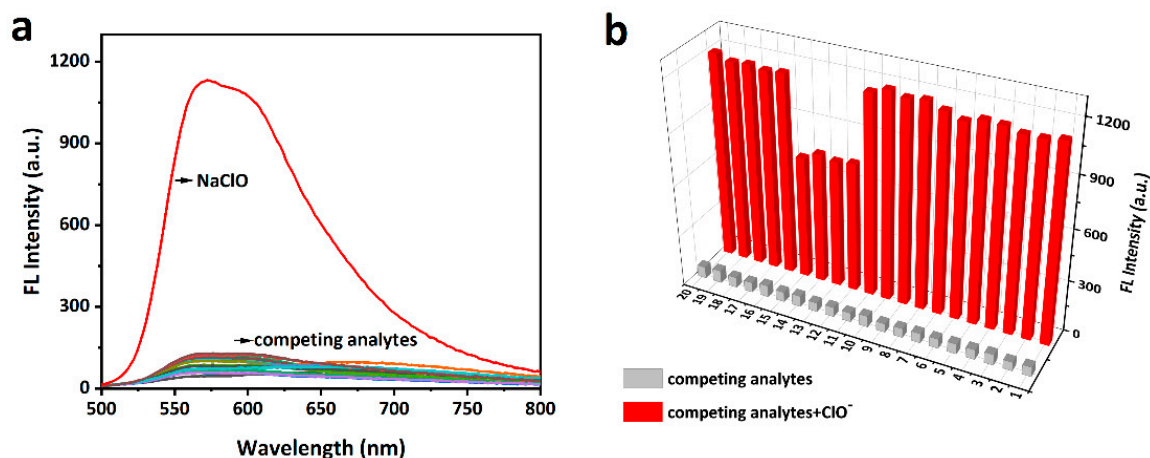 a
1200
900
600
300
0
FL Intensity (a.u.)
NaClO
competing analytes
500 550 600 650 700 750 800
Wavelength (nm)
b
1200
900
600
300
0
FL Intensity (a.u.)
20 19 18 17 16 15 14 13 12 11 10 9 8 7 6 5 4 3 2 1
competing analytes
competing analytes+ClO⁻